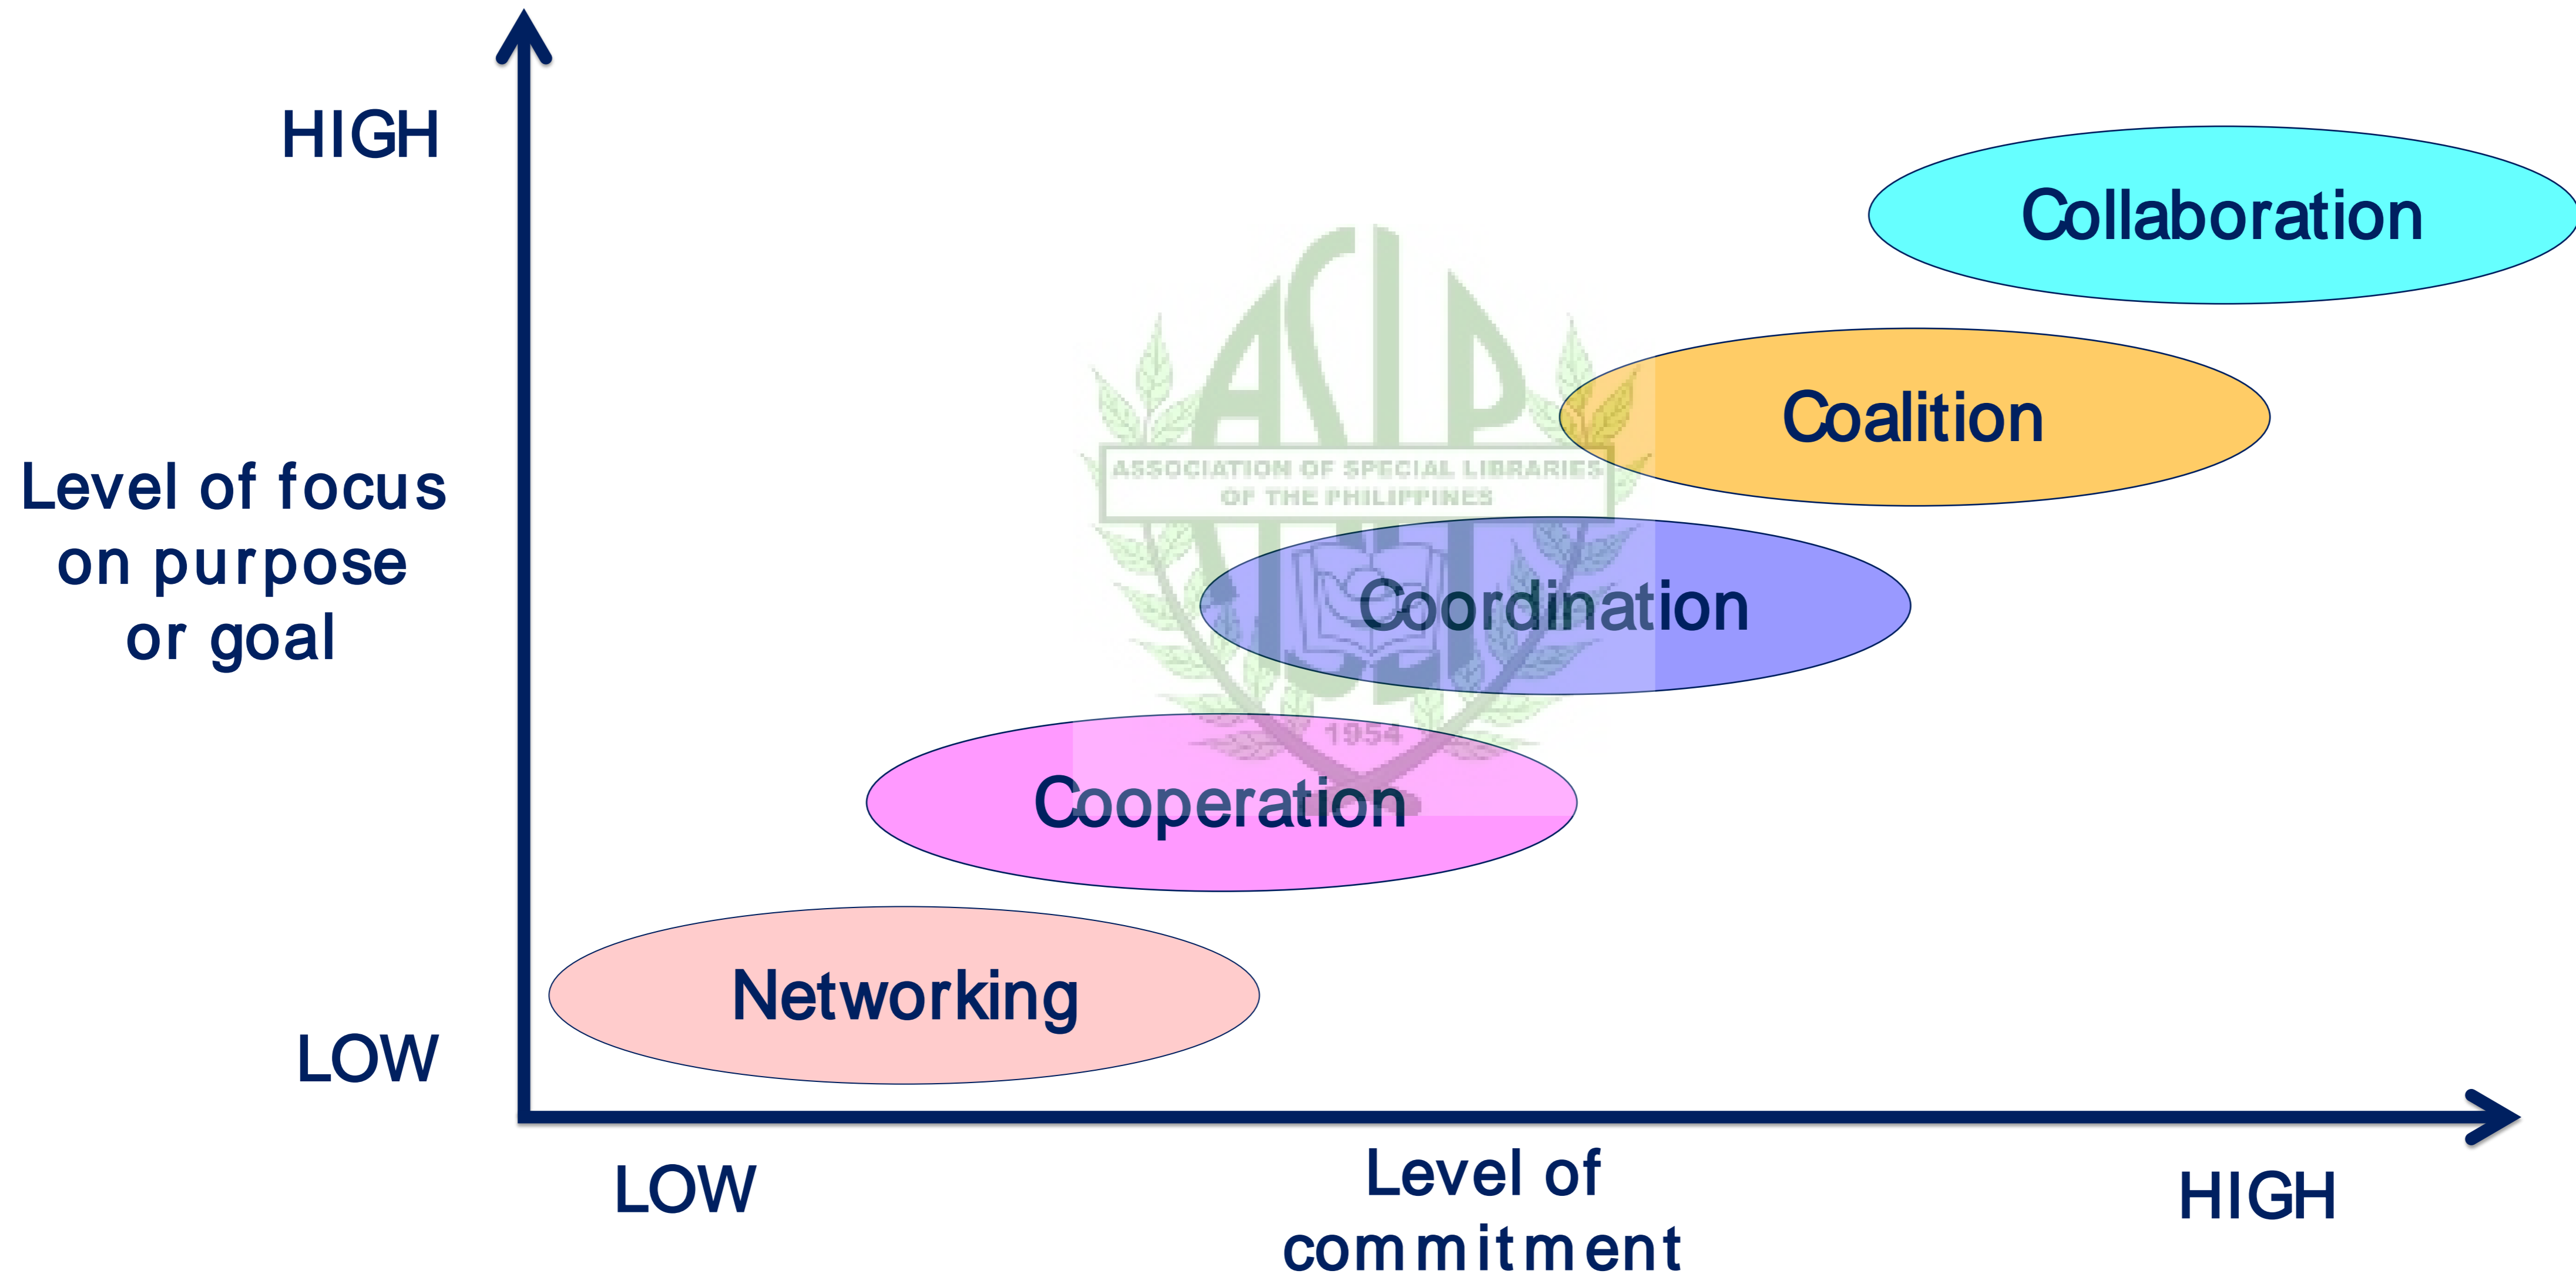 HIGH
Collaboration
Coalition
ASLP
ASSOCIATION OF SPECIAL LIBRARIES
OF THE PHILIPPINES
Level of focus
on purpose
or goal
Coordination
1954
Cooperation
Networking
LOW
LOW
Level of
commitment
HIGH